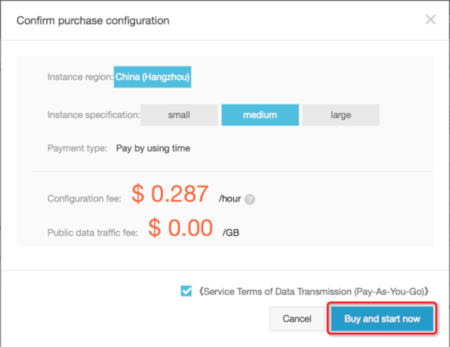 Confirm purchase configuration
Instance region: China (Hangzhou)
Instance specification: small medium large
Payment type: Pay by using time
Configuration fee: $ 0.287 /hour ?
Public data traffic fee: $ 0.00 /GB
《Service Terms of Data Transmission (Pay-As-You-Go)》
Cancel Buy and start now